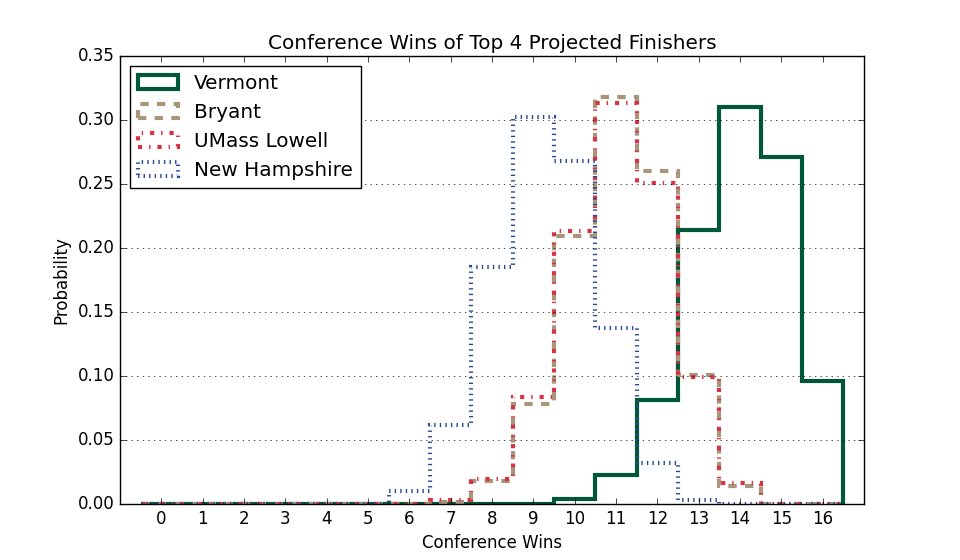 Conference Wins of Top 4 Projected Finishers
0.35
0.30
0.25
0.20
0.15
0.10
0.05
0.00
Probability
Vermont
Bryant
UMass Lowell
New Hampshire
0 1 2 3 4 5 6 7 8 9 10 11 12 13 14 15 16
Conference Wins